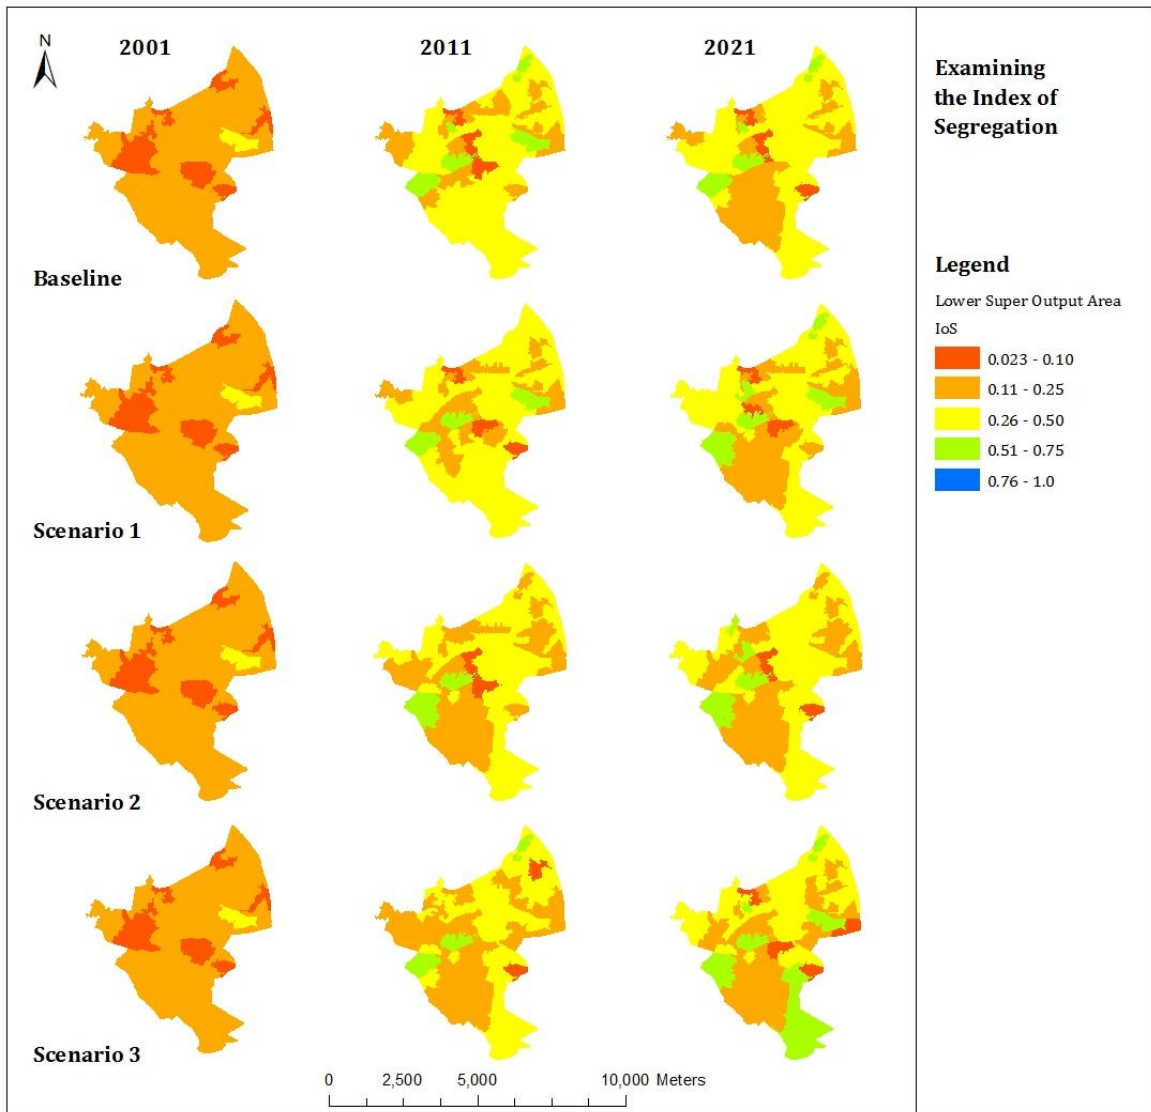 N
2001
2011
2021
Baseline
Scenario 1
Scenario 2
Scenario 3
0 2,500 5,000 10,000 Meters
Examining
the Index of
Segregation
Legend
Lower Super Output Area
IoS
0.023 - 0.10
0.11 - 0.25
0.26 - 0.50
0.51 - 0.75
0.76 - 1.0